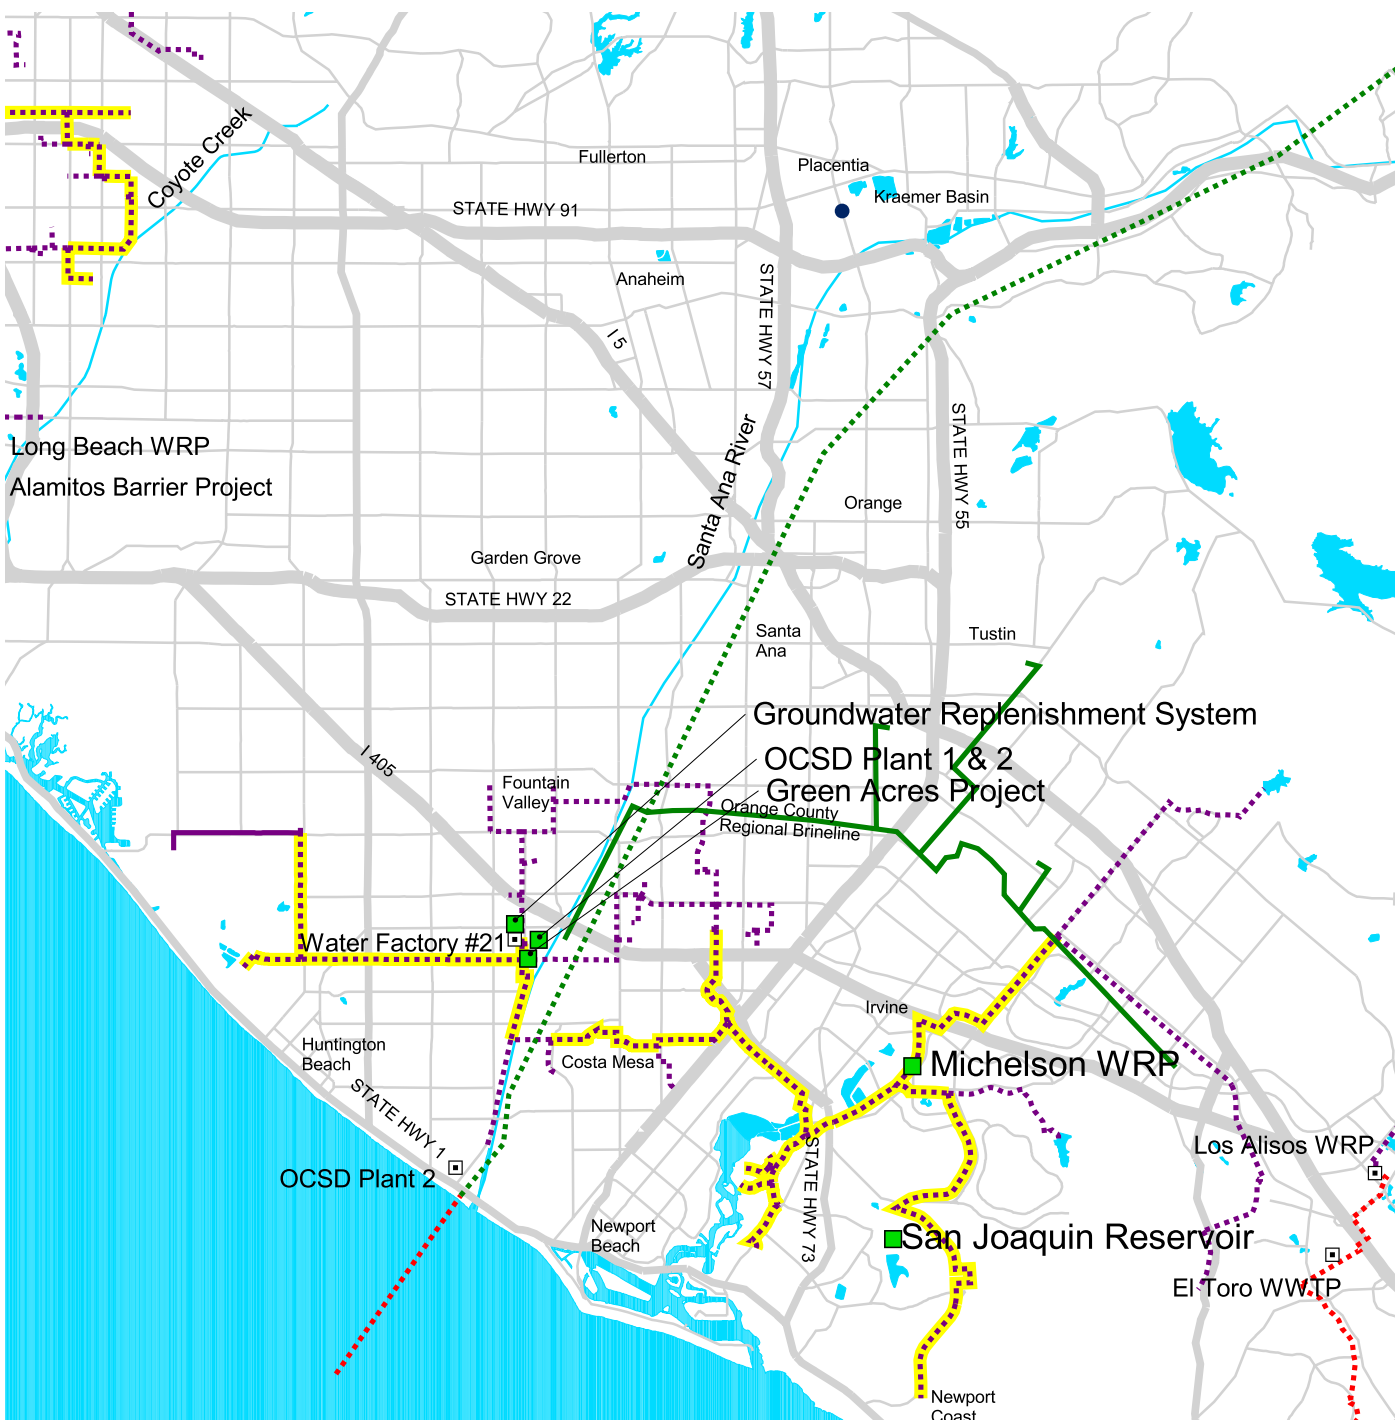 Fullerton
Placentia
Coyote Creek
Kraemer Basin
STATE HWY 91
Anaheim
STATE HWY 57
I 5
STATE HWY 55
Long Beach WRP
Santa Ana River
Alamitos Barrier Project
Orange
Garden Grove
STATE HWY 22
Santa
Ana
Tustin
Groundwater Replenishment System
I 405
OCSD Plant 1 & 2
Fountain
Valley
Green Acres Project
Orange County
Regional Brineline
Water Factory #21
Irvine
Huntington
Beach
Costa Mesa
Michelson WRP
STATE HWY 1
Los Alisos WRP
OCSD Plant 2
STATE HWY 73
Newport
Beach
San Joaquin Reservoir
El Toro WWTP
Newport
Coast